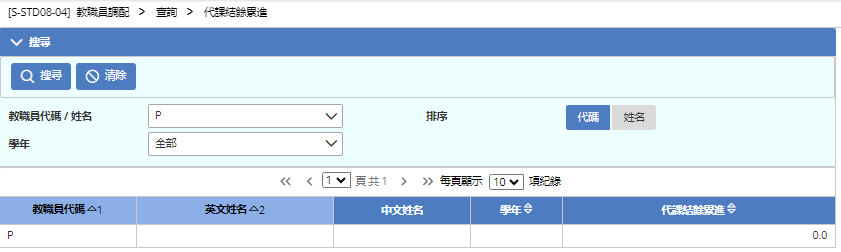 [S-STD08-04] 教職員調配 > 查詢 > 代課結餘累進
搜尋
搜尋 清除
教職員代碼 / 姓名 P 排序 代碼 姓名
學年 全部
1 頁 共 1 每頁顯示 10 項紀錄
教職員代碼 1 英文姓名 2 中文姓名 學年 代課結餘累進
P 0.0